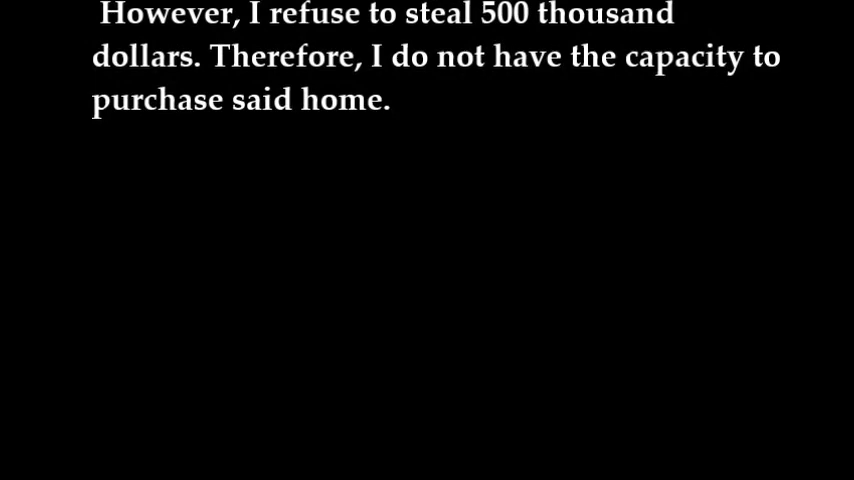 However, I refuse to steal 500 thousand
dollars. Therefore, I do not have the capacity to
purchase said home.